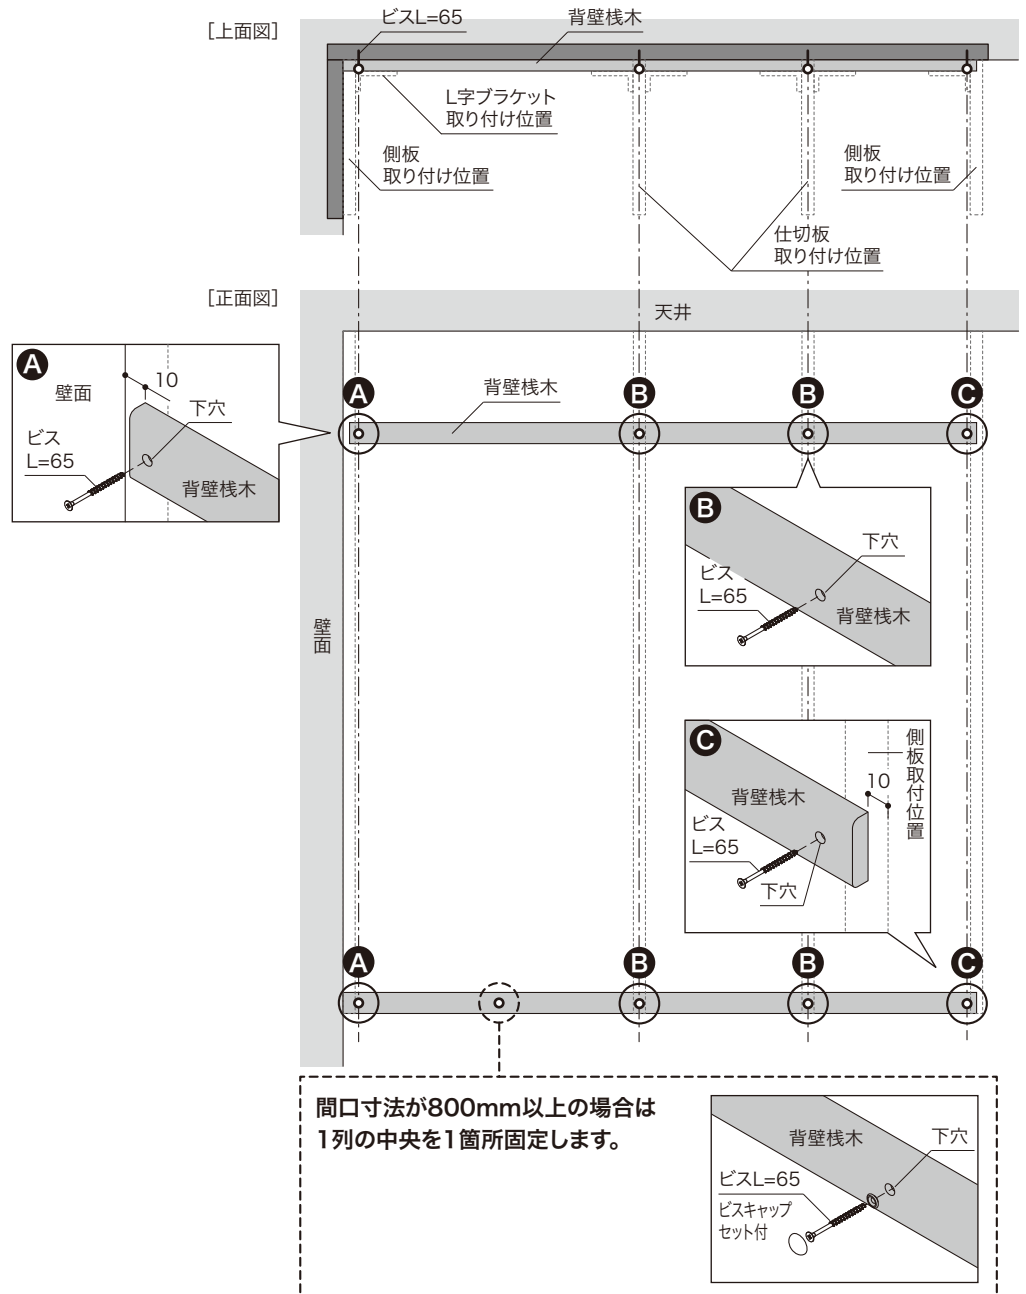 [上面図]
ビスL=65
背壁桟木
L字ブラケット
取り付け位置
側板
取り付け位置
側板
取り付け位置
仕切板
取り付け位置
[正面図]
天井
A
壁面
10
下穴
ビス
L=65
背壁桟木
A
背壁桟木
B
B
C
壁面
B
下穴
ビス
L=65
背壁桟木
C
側板取付位置
10
背壁桟木
ビス
L=65
下穴
A
B
B
C
間口寸法が800mm以上の場合は
1列の中央を1箇所固定します。
背壁桟木
下穴
ビスL=65
ビスキャップ
セット付